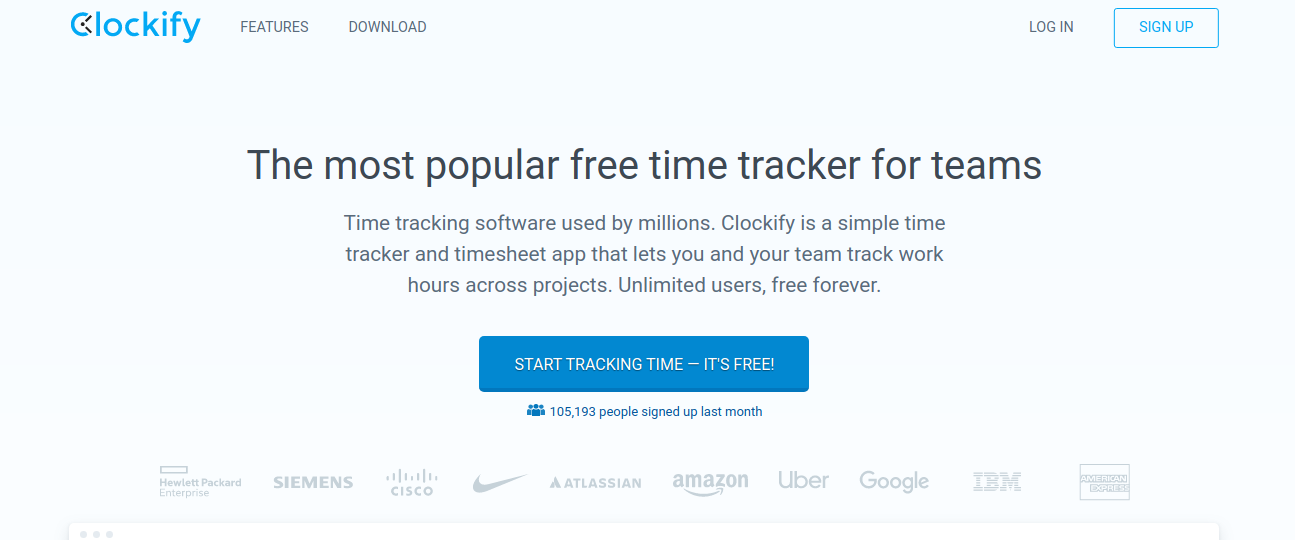 Clockify FEATURES DOWNLOAD LOG IN SIGN UP
The most popular free time tracker for teams
Time tracking software used by millions. Clockify is a simple time
tracker and timesheet app that lets you and your team track work
hours across projects. Unlimited users, free forever.
START TRACKING TIME — IT'S FREE!
105,193 people signed up last month
Hewlett Packard
Enterprise
SIEMENS
CISCO
ATLASSIAN
amazon
Uber
Google
IBM
AMERICAN
EXPRESS